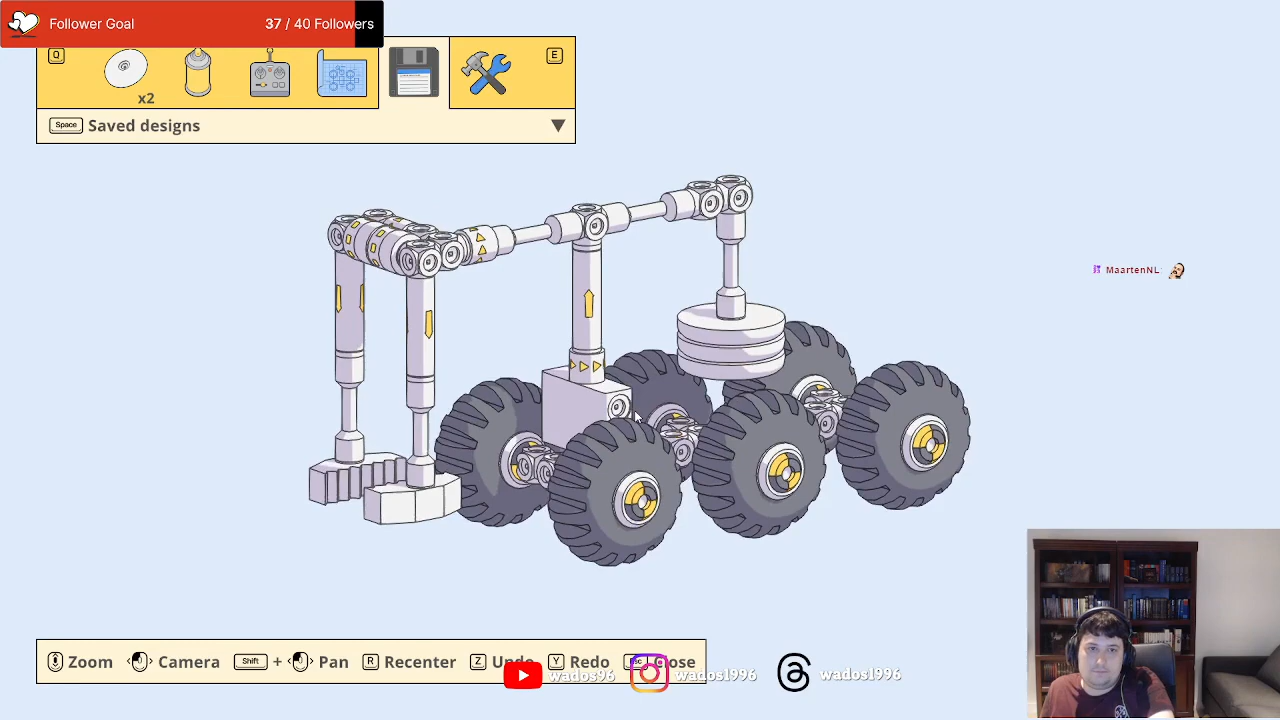 Follower Goal 37 / 40 Followers
Q x2 E
Space Saved designs
MaartenNL
Zoom Camera Shift + Pan R Recenter Z Undo Y Redo Close
wados96 wados1996 wados1996